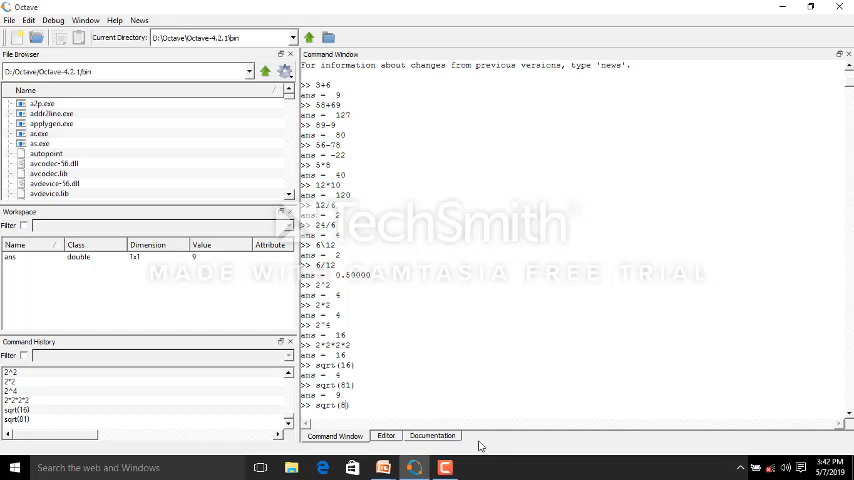 Octave
File Edit Debug Window Help News
Current Directory: D:\Octave\Octave-4.2.1\bin
File Browser
D:/Octave/Octave-4.2.1/bin
Name
a2p.exe
addr2line.exe
applygeo.exe
ar.exe
as.exe
autopoint
avcodec-56.dll
avcodec.lib
avdevice-56.dll
avdevice.lib
Workspace
Filter
Name Class Dimension Value Attribute
ans double 1x1 9
Command History
Filter
2^2
2*2
2^4
2*2*2*2
sqrt(16)
sqrt(81)
Command Window
For information about changes from previous versions, type 'news'.
>> 3+6
ans = 9
>> 58+69
ans = 127
>> 89-9
ans = 80
>> 56-78
ans = -22
>> 5*8
ans = 40
>> 12*10
ans = 120
>> 12/6
ans = 2
>> 24/6
ans = 4
>> 6\12
ans = 2
>> 6/12
ans = 0.50000
>> 2^2
ans = 4
>> 2*2
ans = 4
>> 2^4
ans = 16
>> 2*2*2*2
ans = 16
>> sqrt(16)
ans = 4
>> sqrt(81)
ans = 9
>> sqrt(8)
Command Window Editor Documentation
TechSmith
MADE WITH CAMTASIA FREE TRIAL
Search the web and Windows
3:42 PM
5/7/2019